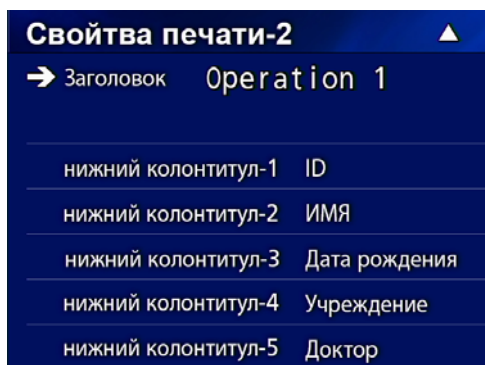 Свойтва печати-2
Заголовок Operation 1
нижний колонтитул-1 ID
нижний колонтитул-2 ИМЯ
нижний колонтитул-3 Дата рождения
нижний колонтитул-4 Учреждение
нижний колонтитул-5 Доктор